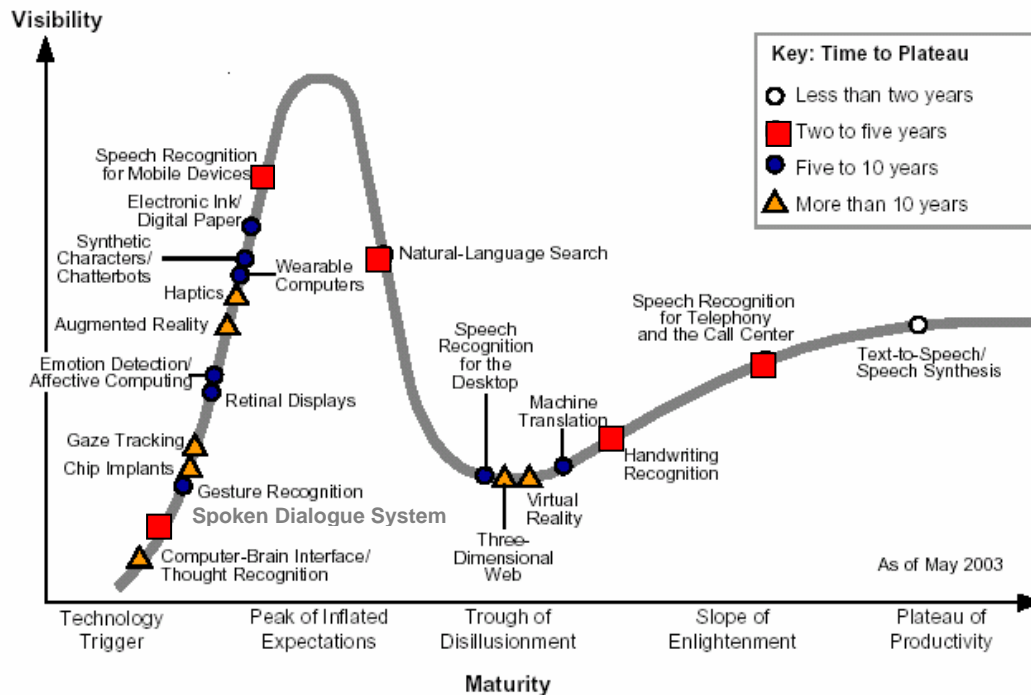 Visibility
Key: Time to Plateau
Less than two years
Two to five years
Five to 10 years
More than 10 years
Speech Recognition
for Mobile Devices
Electronic Ink/
Digital Paper
Synthetic
Characters/
Chatterbots
Wearable
Computers
Haptics
Augmented Reality
Emotion Detection/
Affective Computing
Retinal Displays
Gaze Tracking
Chip Implants
Gesture Recognition
Spoken Dialogue System
Computer-Brain Interface/
Thought Recognition
Natural-Language Search
Speech
Recognition
for the
Desktop
Three-
Dimensional
Web
Virtual
Reality
Machine
Translation
Handwriting
Recognition
Speech Recognition
for Telephony
and the Call Center
Text-to-Speech/
Speech Synthesis
As of May 2003
Technology
Trigger
Peak of Inflated
Expectations
Trough of
Disillusionment
Slope of
Enlightenment
Plateau of
Productivity
Maturity